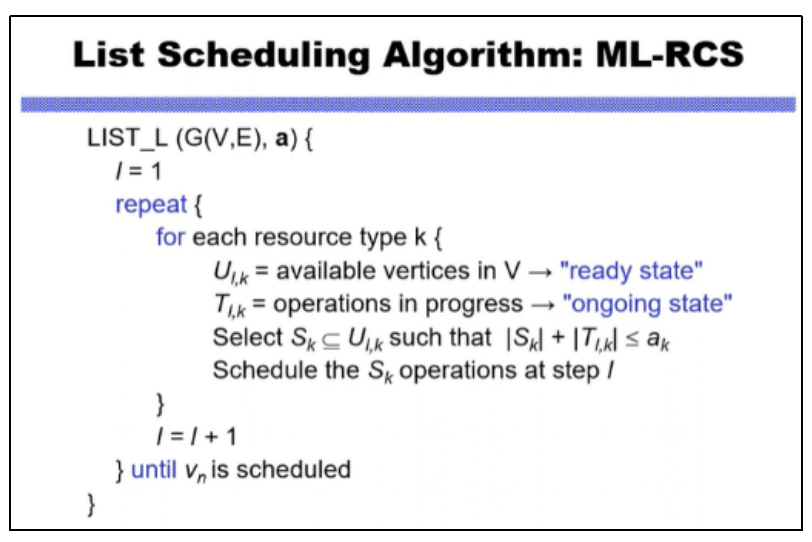 List Scheduling Algorithm: ML-RCS
LIST_L (G(V,E), a) {
l = 1
repeat {
for each resource type k {
U_{l,k} = available vertices in V → "ready state"
T_{l,k} = operations in progress → "ongoing state"
Select S_k ⊆ U_{l,k} such that |S_k| + |T_{l,k}| ≤ a_k
Schedule the S_k operations at step l
}
l = l + 1
} until v_n is scheduled
}